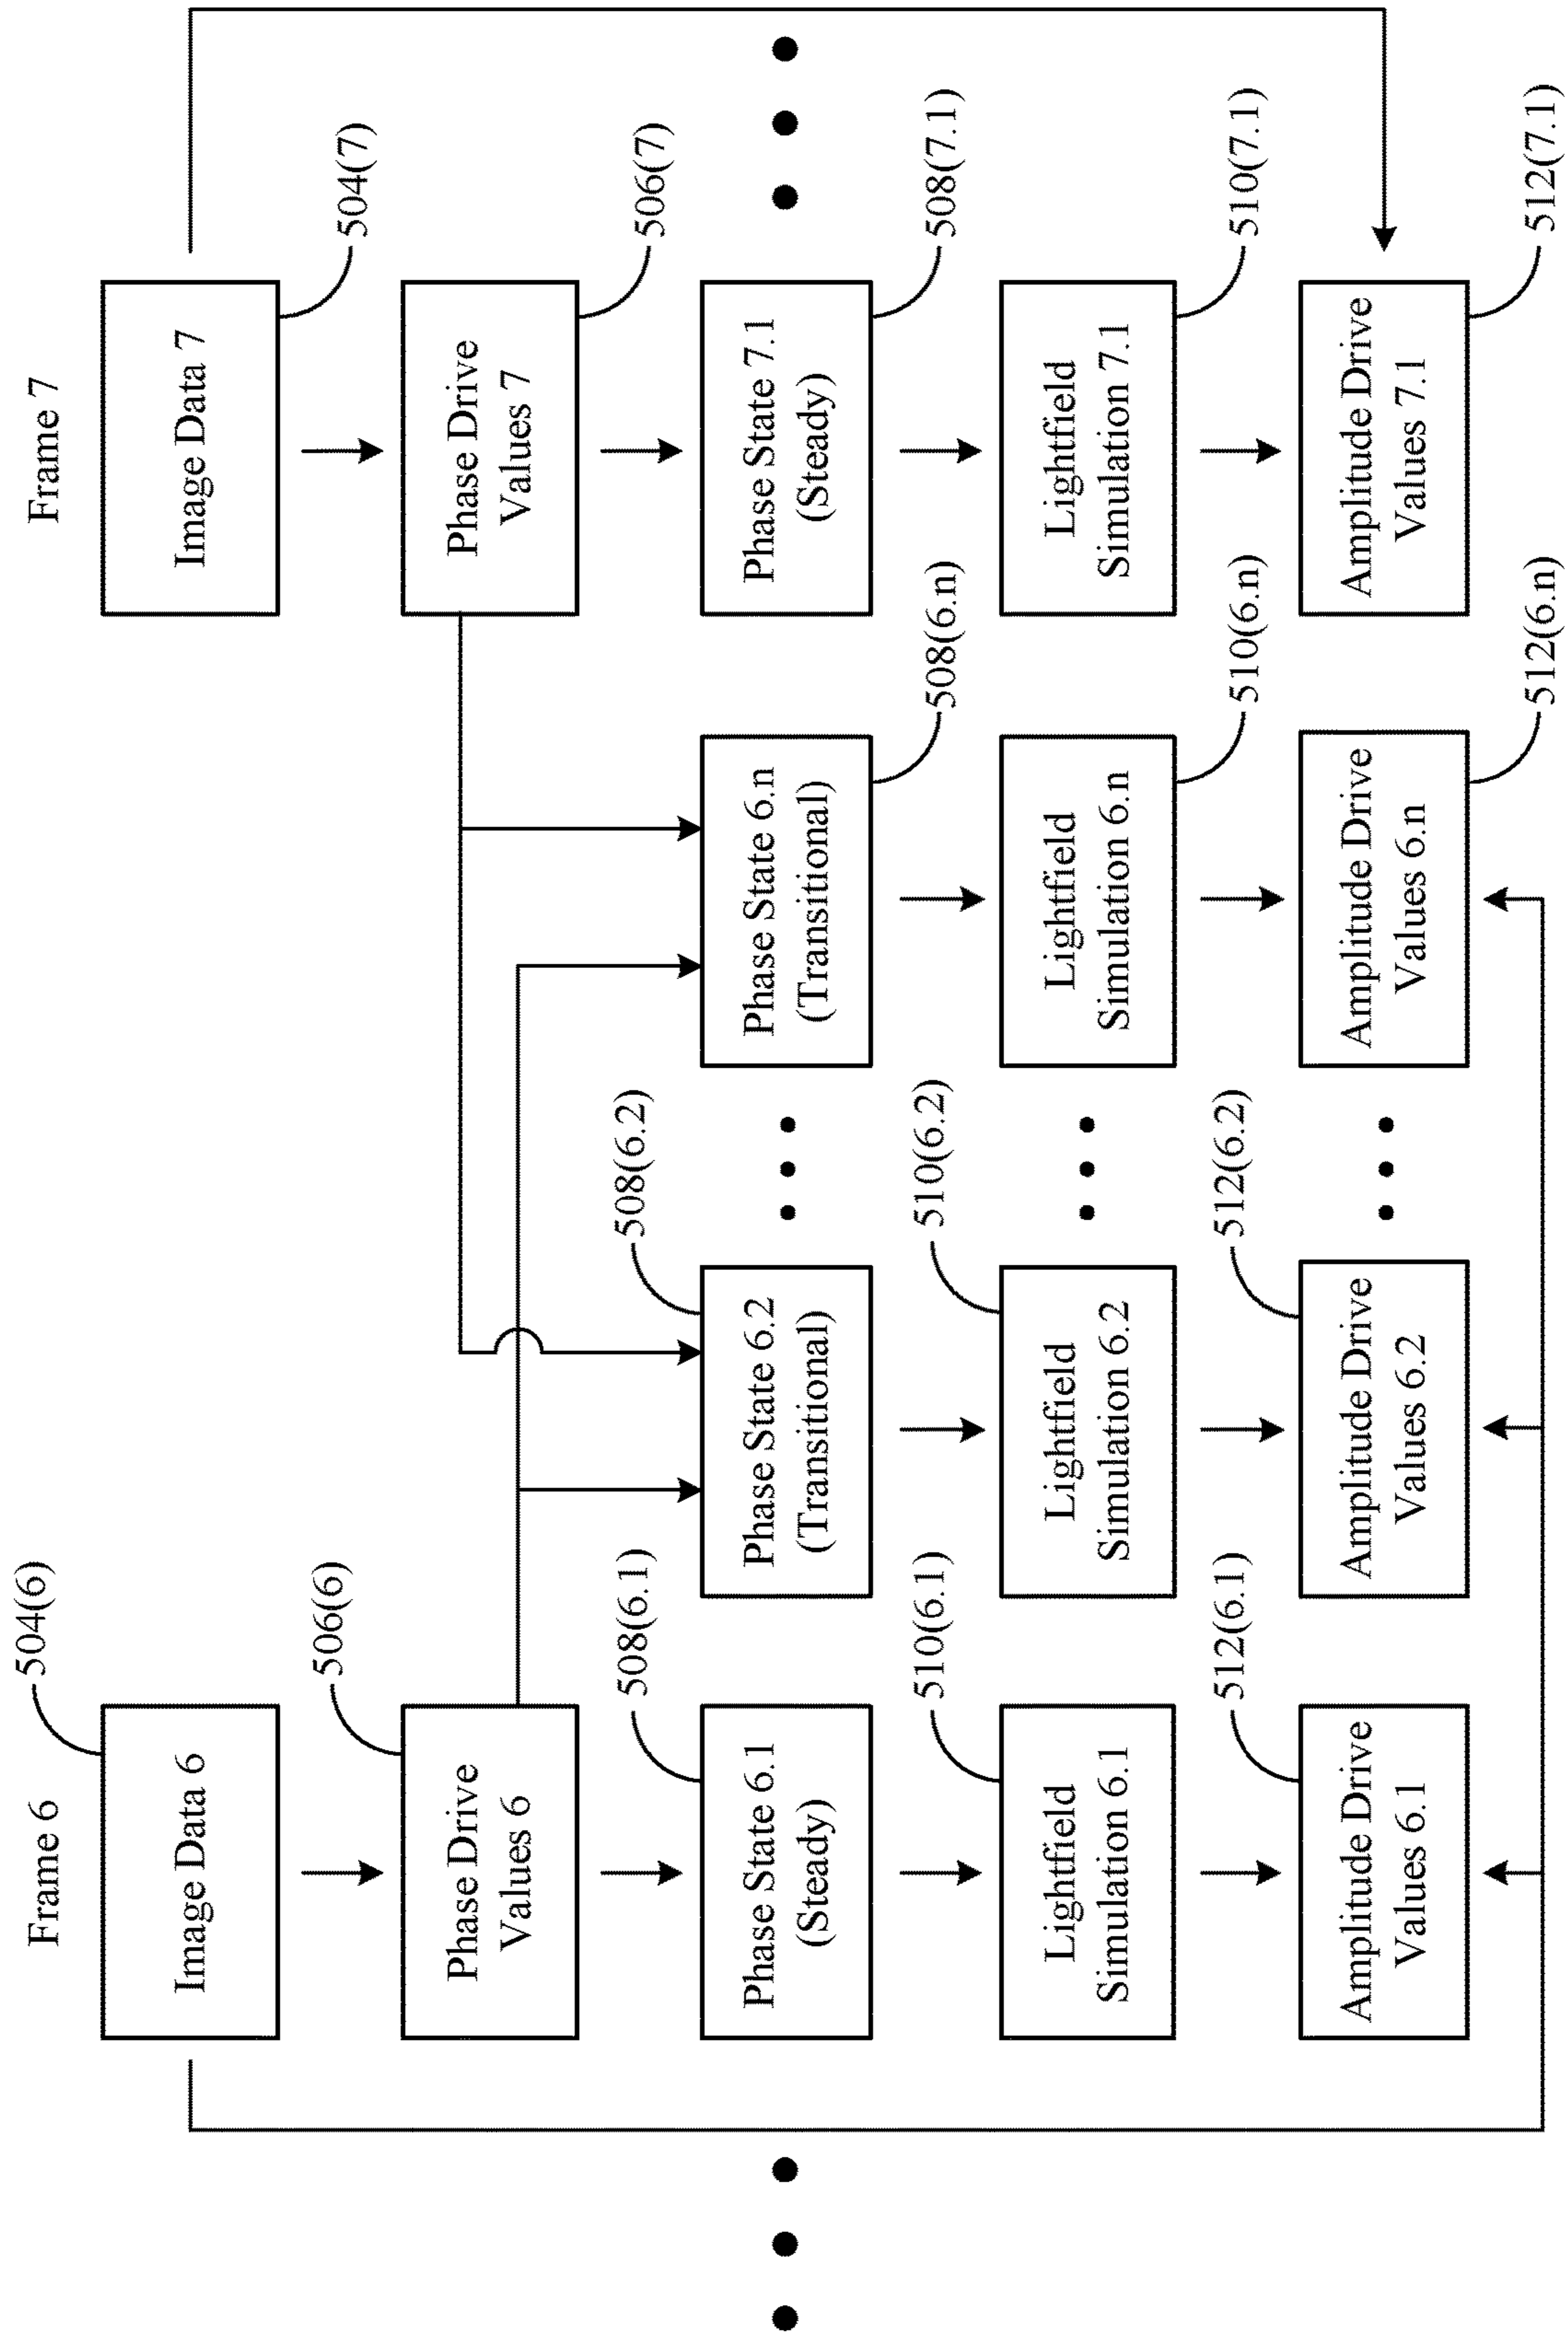 Frame 6
Frame 7
504(6)
Image Data 6
Image Data 7
504(7)
506(6)
Phase Drive
Values 6
Phase Drive
Values 7
506(7)
508(6.1)
508(6.2)
Phase State 6.1
(Steady)
Phase State 6.2
(Transitional)
Phase State 6.n
(Transitional)
Phase State 7.1
(Steady)
508(6.n)
508(7.1)
510(6.1)
510(6.2)
Lightfield
Simulation 6.1
Lightfield
Simulation 6.2
Lightfield
Simulation 6.n
Lightfield
Simulation 7.1
510(6.n)
510(7.1)
512(6.1)
512(6.2)
Amplitude Drive
Values 6.1
Amplitude Drive
Values 6.2
Amplitude Drive
Values 6.n
Amplitude Drive
Values 7.1
512(6.n)
512(7.1)